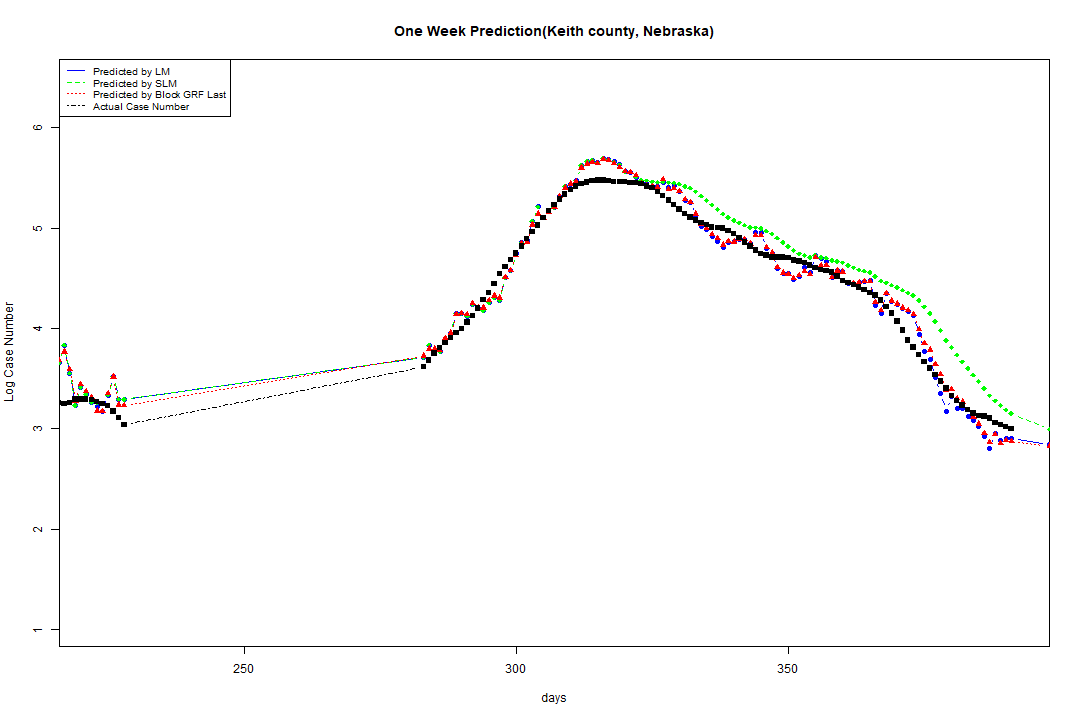 One Week Prediction(Keith county, Nebraska)
Predicted by LM
Predicted by SLM
Predicted by Block GRF Last
Actual Case Number
Log Case Number
6
5
4
3
2
1
250
300
350
days